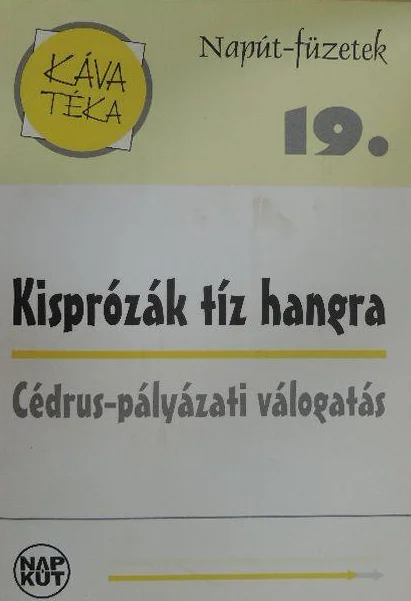 KÁVA
TÉKA
Napút-füzetek
19.
Kisprózák tíz hangra
Cédrus-pályázati válogatás
NAP
KÚT